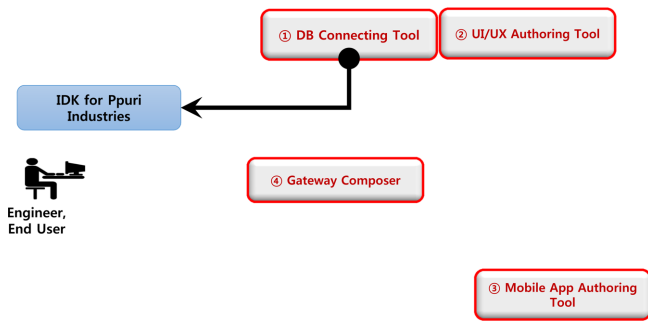 ① DB Connecting Tool
② UI/UX Authoring Tool
IDK for Ppuri
Industries
④ Gateway Composer
Engineer,
End User
③ Mobile App Authoring
Tool